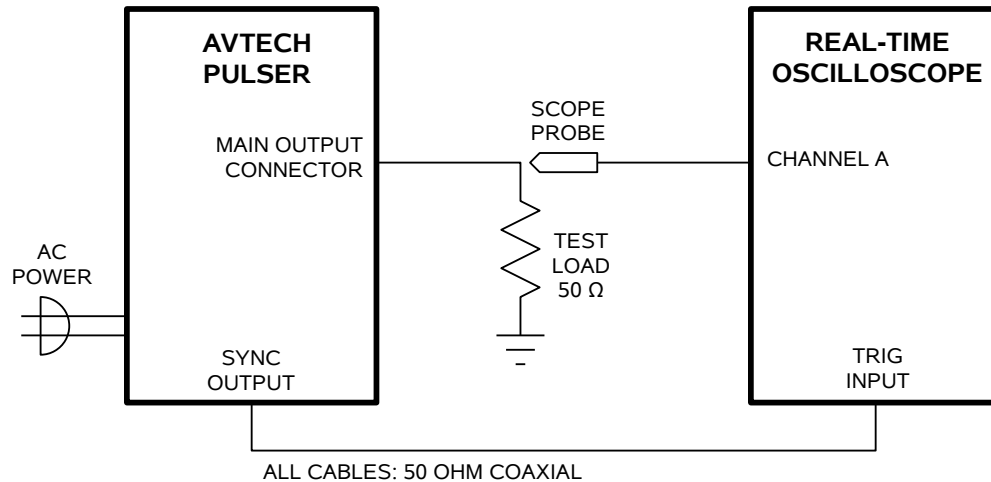 AVTECH
PULSER
MAIN OUTPUT
CONNECTOR
AC
POWER
SYNC
OUTPUT
SCOPE
PROBE
TEST
LOAD
50 Ω
REAL-TIME
OSCILLOSCOPE
CHANNEL A
TRIG
INPUT
ALL CABLES: 50 OHM COAXIAL